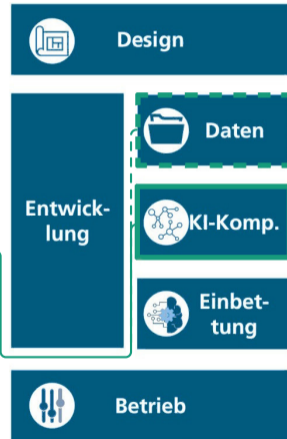 Design
Entwick-
lung
Daten
KI-Komp.
Einbet-
tung
Betrieb